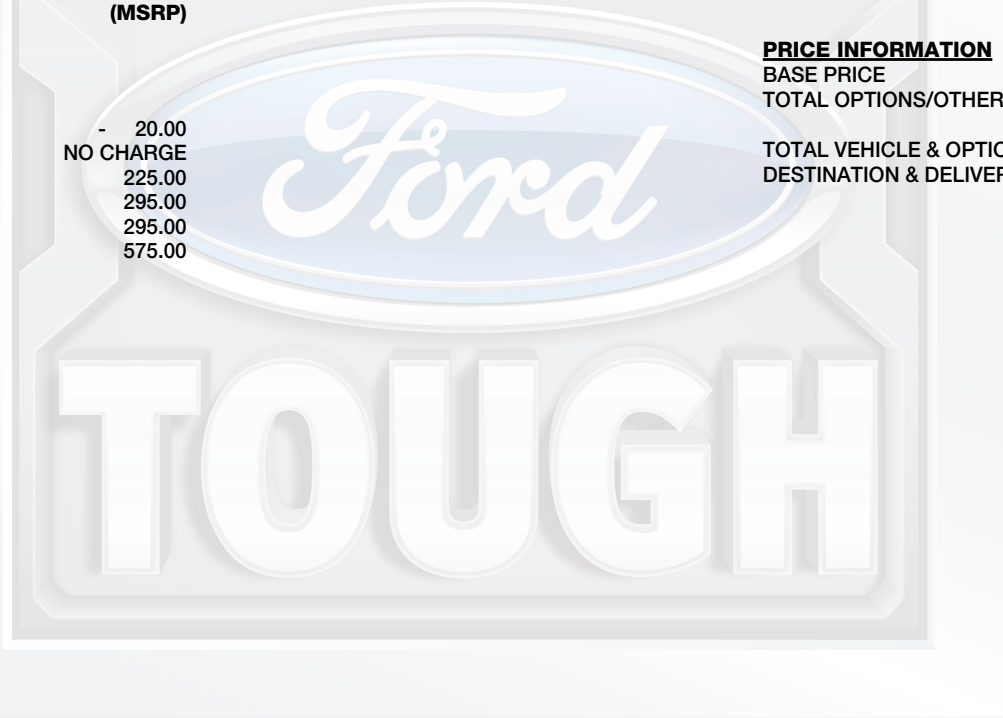 (MSRP)
- 20.00
NO CHARGE
225.00
295.00
295.00
575.00
PRICE INFORMATION
BASE PRICE
TOTAL OPTIONS/OTHER
TOTAL VEHICLE & OPTIO
DESTINATION & DELIVER
Ford
TOUGH